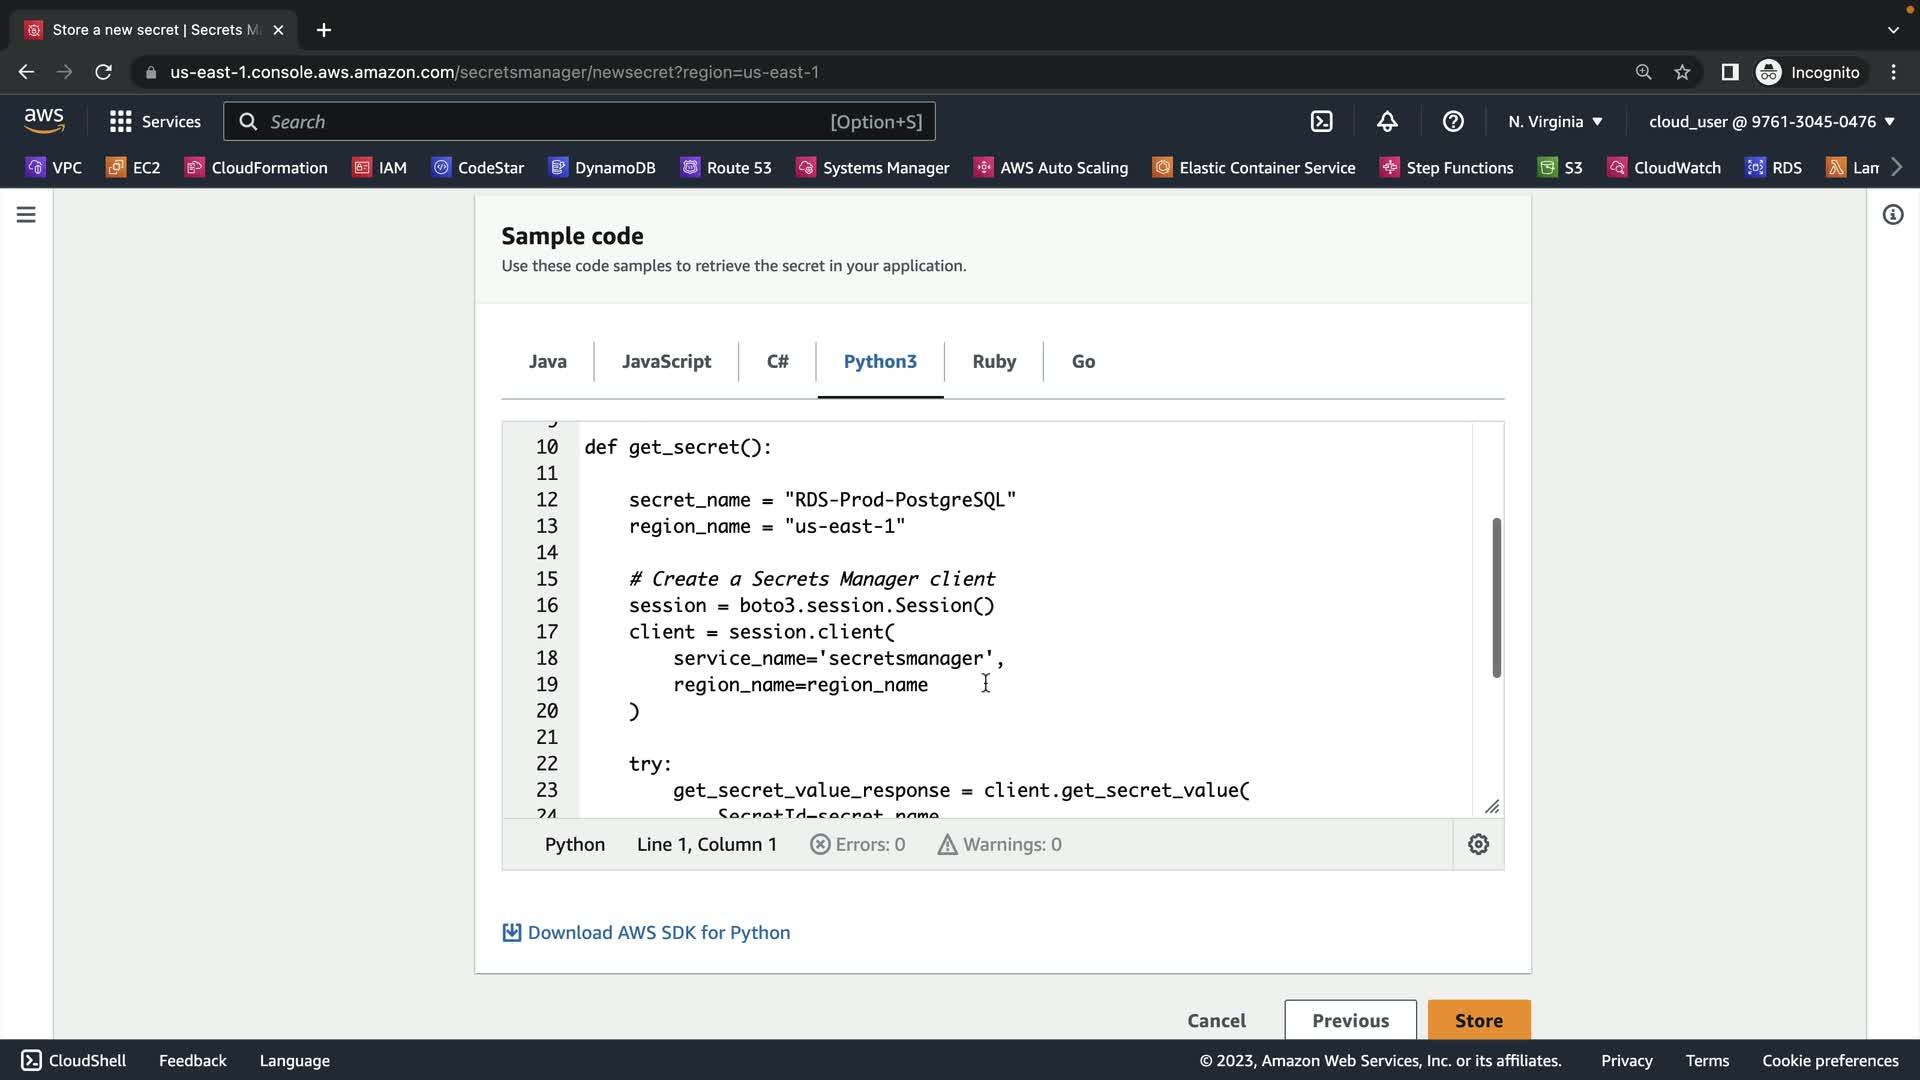 Store a new secret | Secrets M
us-east-1.console.aws.amazon.com/secretsmanager/newsecret?region=us-east-1
Incognito
aws
Services
Search
[Option+S]
N. Virginia
cloud_user @ 9761-3045-0476
VPC
EC2
CloudFormation
IAM
CodeStar
DynamoDB
Route 53
Systems Manager
AWS Auto Scaling
Elastic Container Service
Step Functions
S3
CloudWatch
RDS
Lam
Sample code
Use these code samples to retrieve the secret in your application.
Java
JavaScript
C#
Python3
Ruby
Go
10 def get_secret():
11
12 secret_name = "RDS-Prod-PostgreSQL"
13 region_name = "us-east-1"
14
15 # Create a Secrets Manager client
16 session = boto3.session.Session()
17 client = session.client(
18 service_name='secretsmanager',
19 region_name=region_name
20 )
21
22 try:
23 get_secret_value_response = client.get_secret_value(
24 SecretId=secret_name
Python
Line 1, Column 1
Errors: 0
Warnings: 0
Download AWS SDK for Python
Cancel
Previous
Store
CloudShell
Feedback
Language
© 2023, Amazon Web Services, Inc. or its affiliates.
Privacy
Terms
Cookie preferences